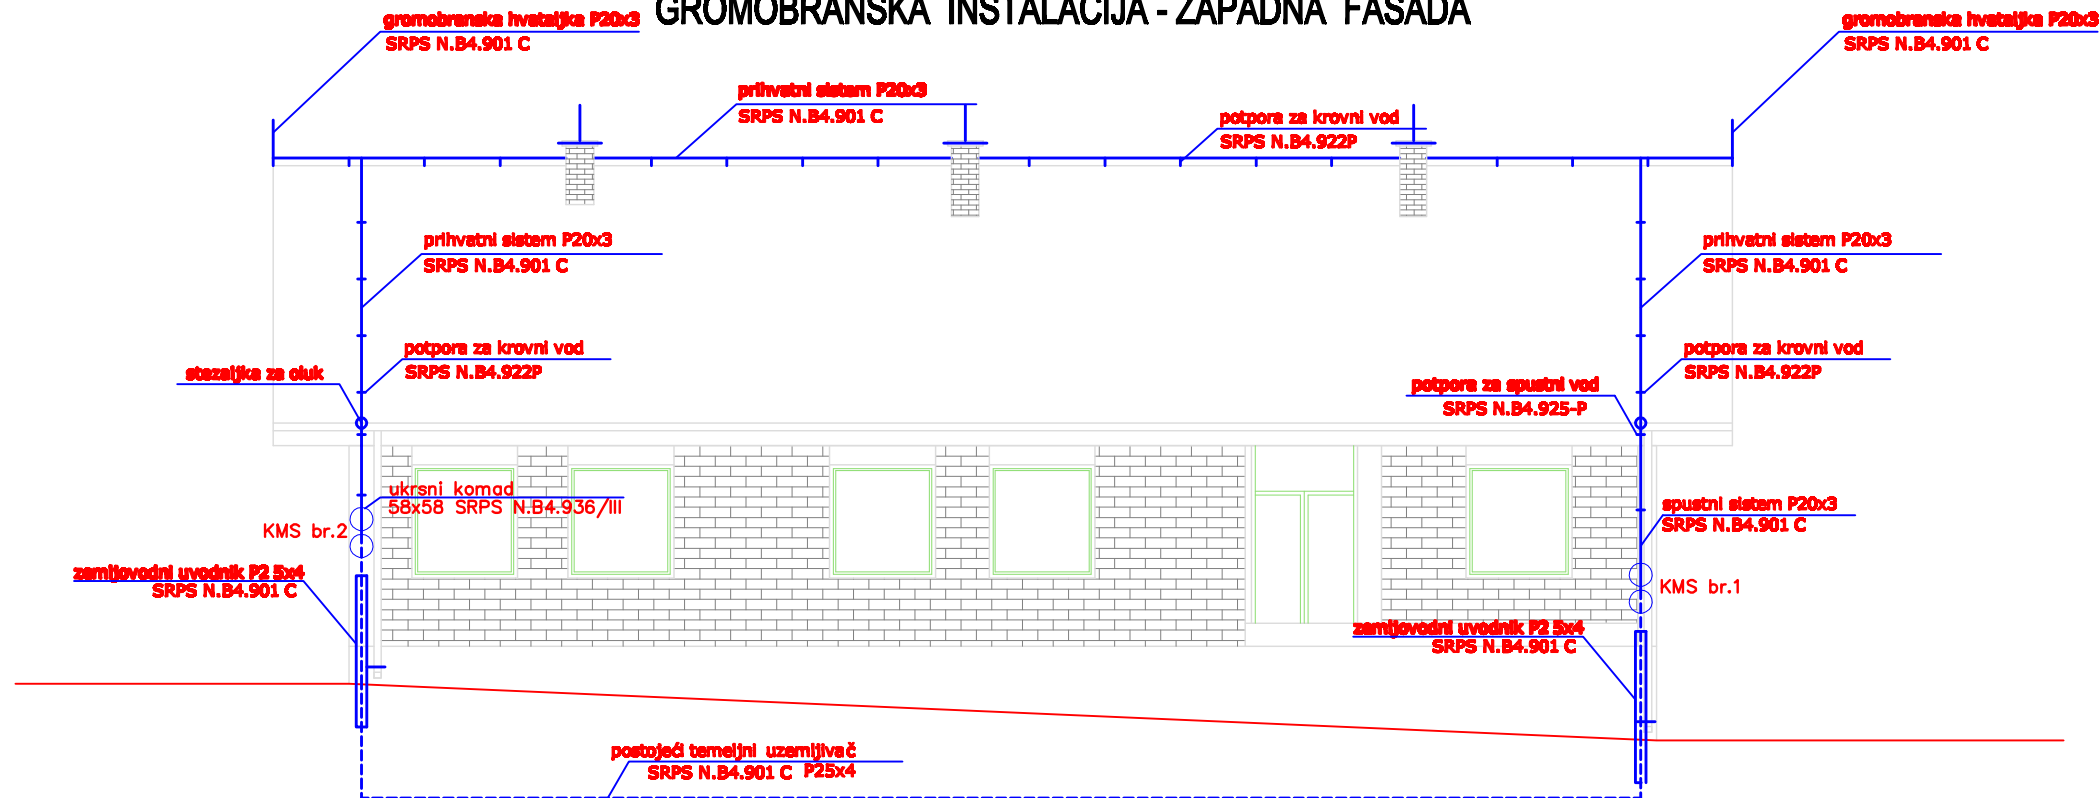 GROMOBRANSKA INSTALACIJA - ZAPADNA FASADA
gromobranska hvataljka P20x3
SRPS N.B4.901 C
gromobranska hvataljka P20x3
SRPS N.B4.901 C
prihvatni sistem P20x3
SRPS N.B4.901 C
potpora za krovni vod
SRPS N.B4.922P
prihvatni sistem P20x3
SRPS N.B4.901 C
prihvatni sistem P20x3
SRPS N.B4.901 C
potpora za krovni vod
SRPS N.B4.922P
potpora za krovni vod
SRPS N.B4.922P
stezaljka za oluk
potpora za spustni vod
SRPS N.B4.925-P
ukrsni komad
58x58 SRPS N.B4.936/III
KMS br.2
spustni sistem P20x3
SRPS N.B4.901 C
zemljovodni uvodnik P2 5x4
SRPS N.B4.901 C
KMS br.1
zemljovodni uvodnik P2 5x4
SRPS N.B4.901 C
postojeći temeljni uzemljivač
SRPS N.B4.901 C P25x4